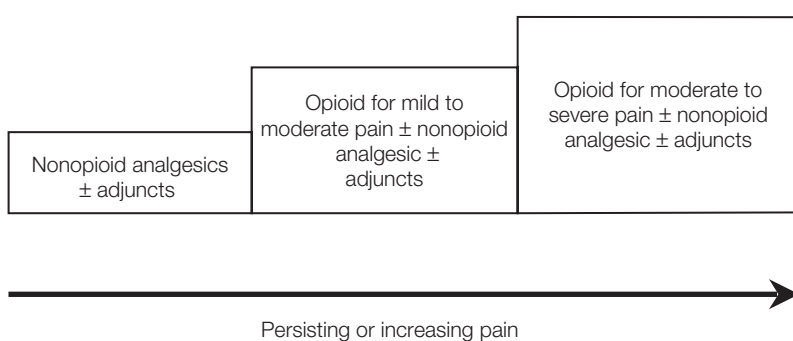 Nonopioid analgesics
± adjuncts
Opioid for mild to
moderate pain ± nonopioid
analgesic ±
adjuncts
Opioid for moderate to
severe pain ± nonopioid
analgesic ± adjuncts
Persisting or increasing pain